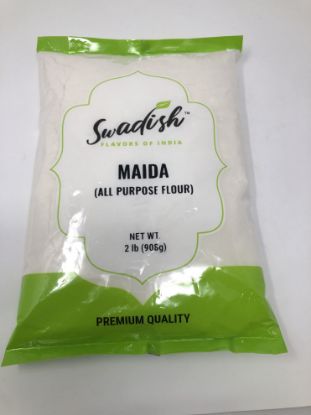 Swadish™
FLAVORS OF INDIA
MAIDA
(ALL PURPOSE FLOUR)
NET WT.
2 lb (906g)
PREMIUM QUALITY